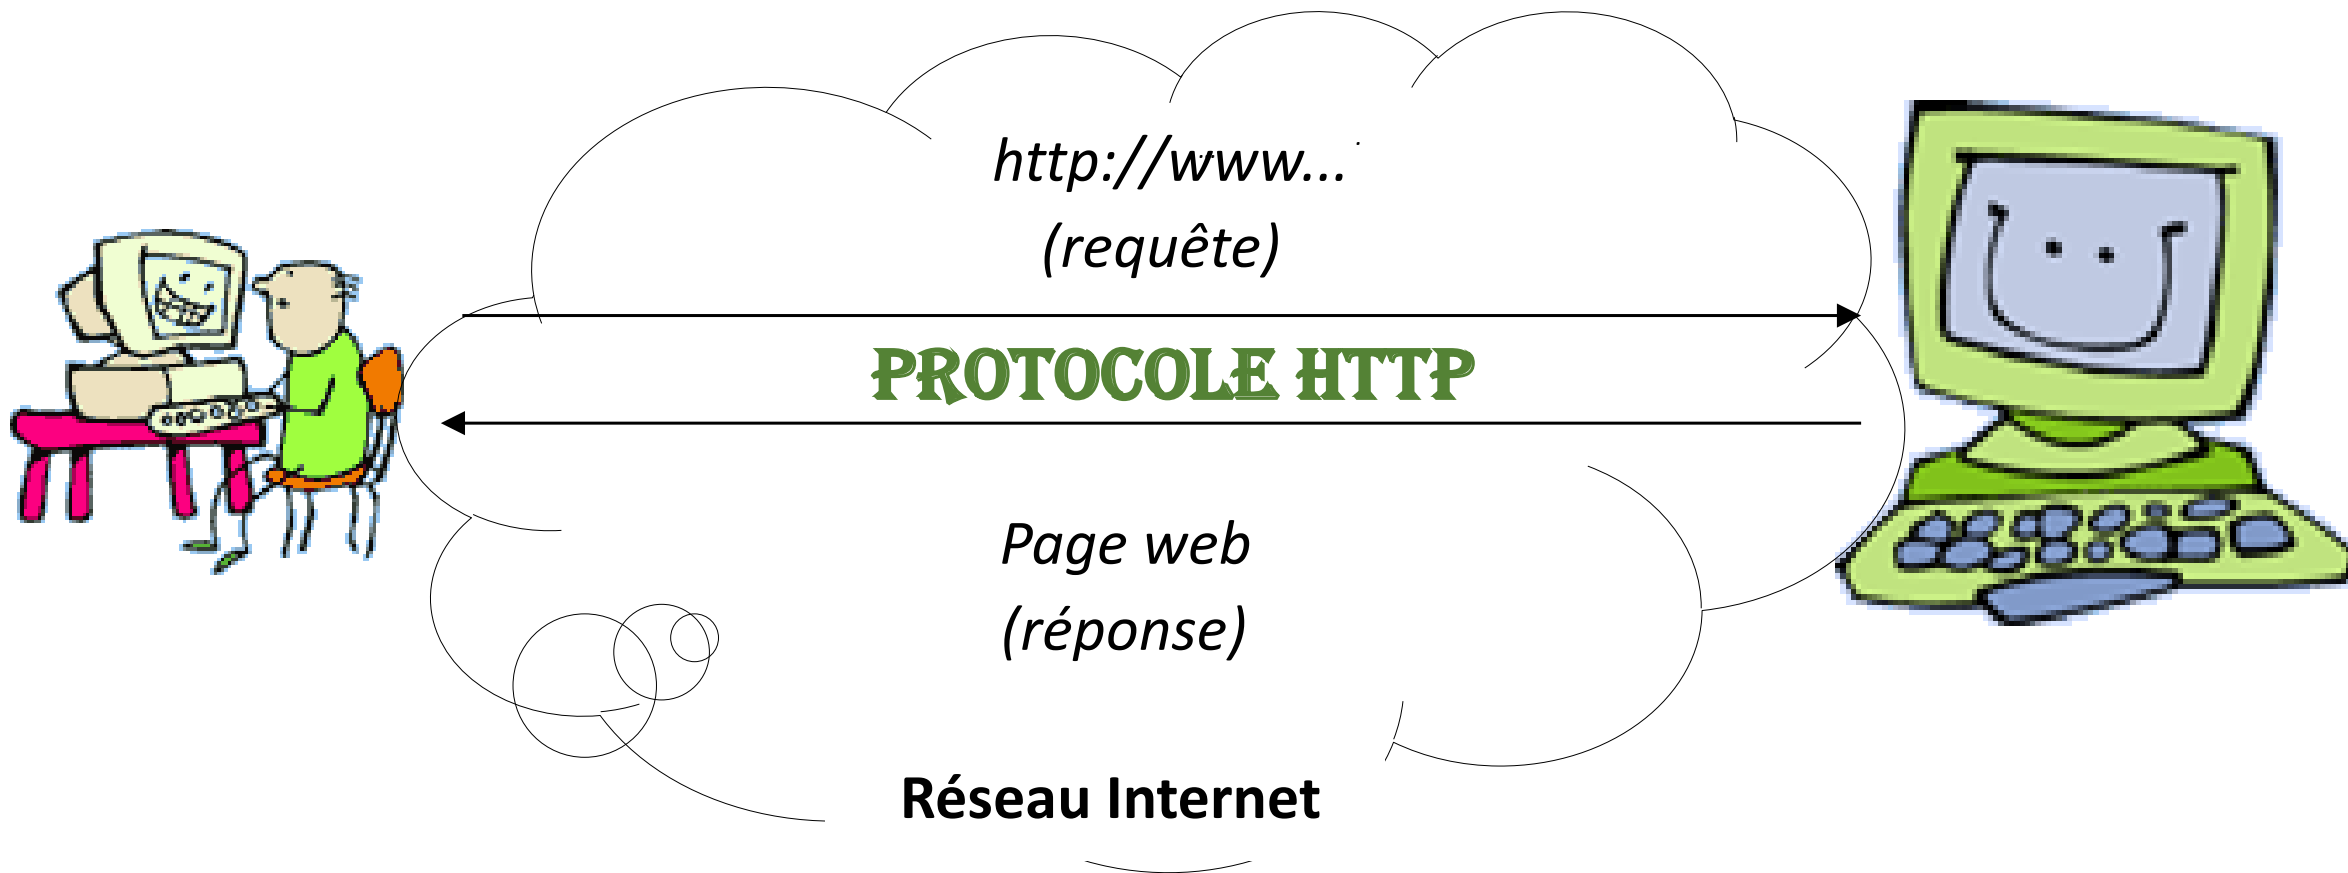 http://www...
(requête)
PROTOCOLE HTTP
Page web
(réponse)
Réseau Internet